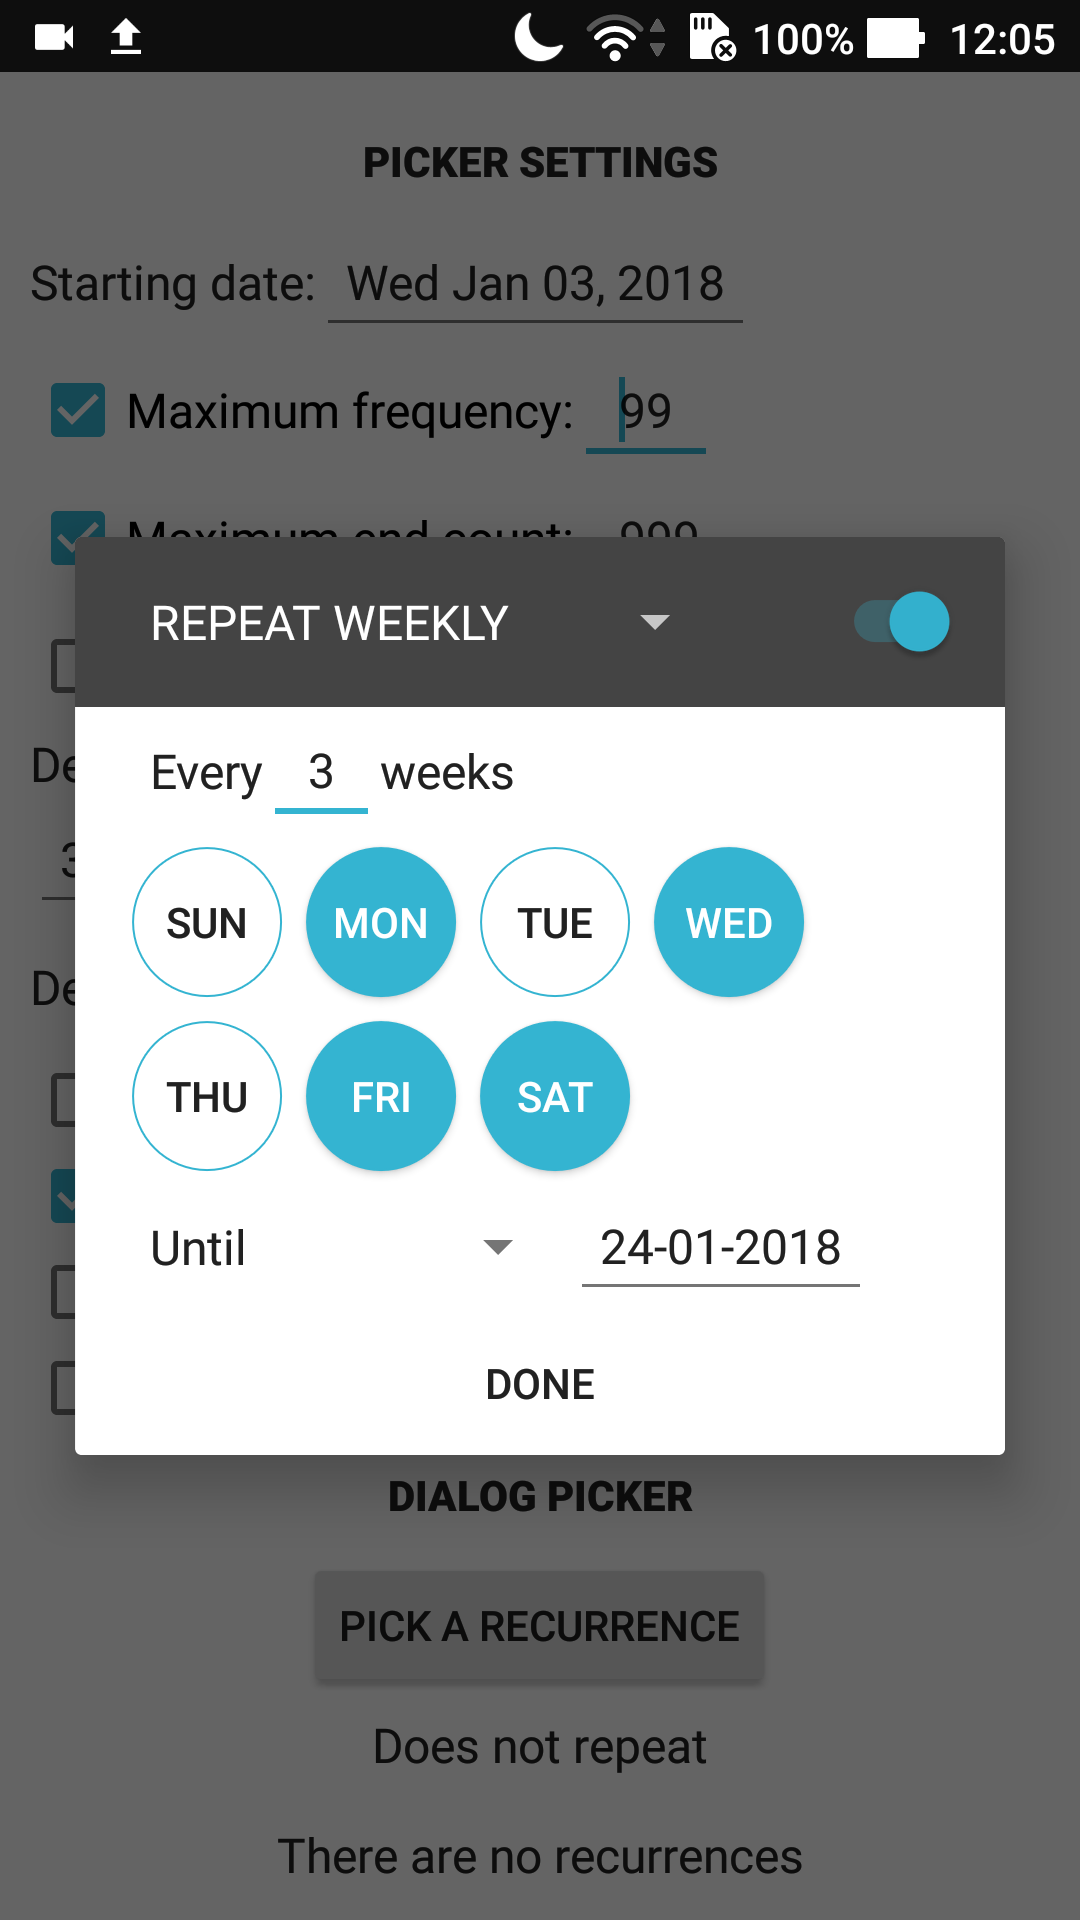 100% 12:05
PICKER SETTINGS
Starting date: Wed Jan 03, 2018
Maximum frequency: 99
Maximum end count: 999
REPEAT WEEKLY
De
Every 3 weeks
3
SUN MON TUE WED
De
THU FRI SAT
Until 24-01-2018
DONE
DIALOG PICKER
PICK A RECURRENCE
Does not repeat
There are no recurrences